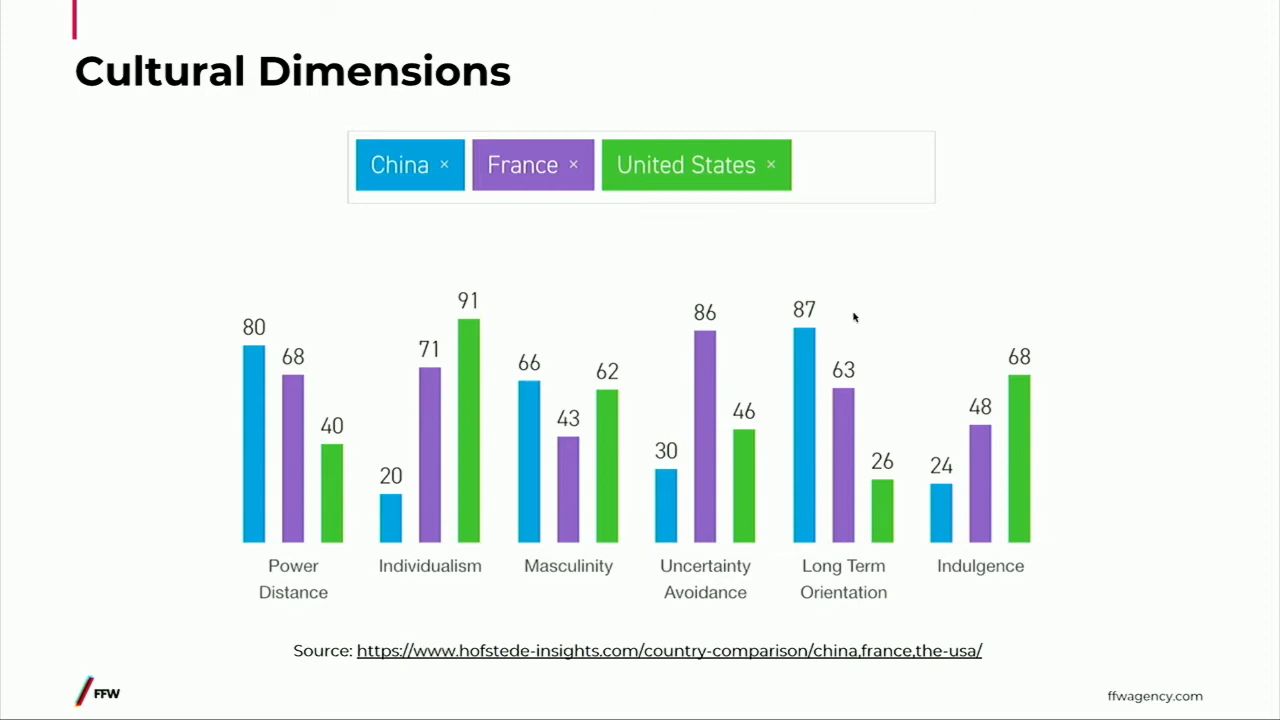 Cultural Dimensions
China × France × United States ×
80 68 40
20 71 91
66 43 62
30 86 46
87 63 26
24 48 68
Power Distance
Individualism
Masculinity
Uncertainty Avoidance
Long Term Orientation
Indulgence
Source: https://www.hofstede-insights.com/country-comparison/china,france,the-usa/
FFW
ffwagency.com